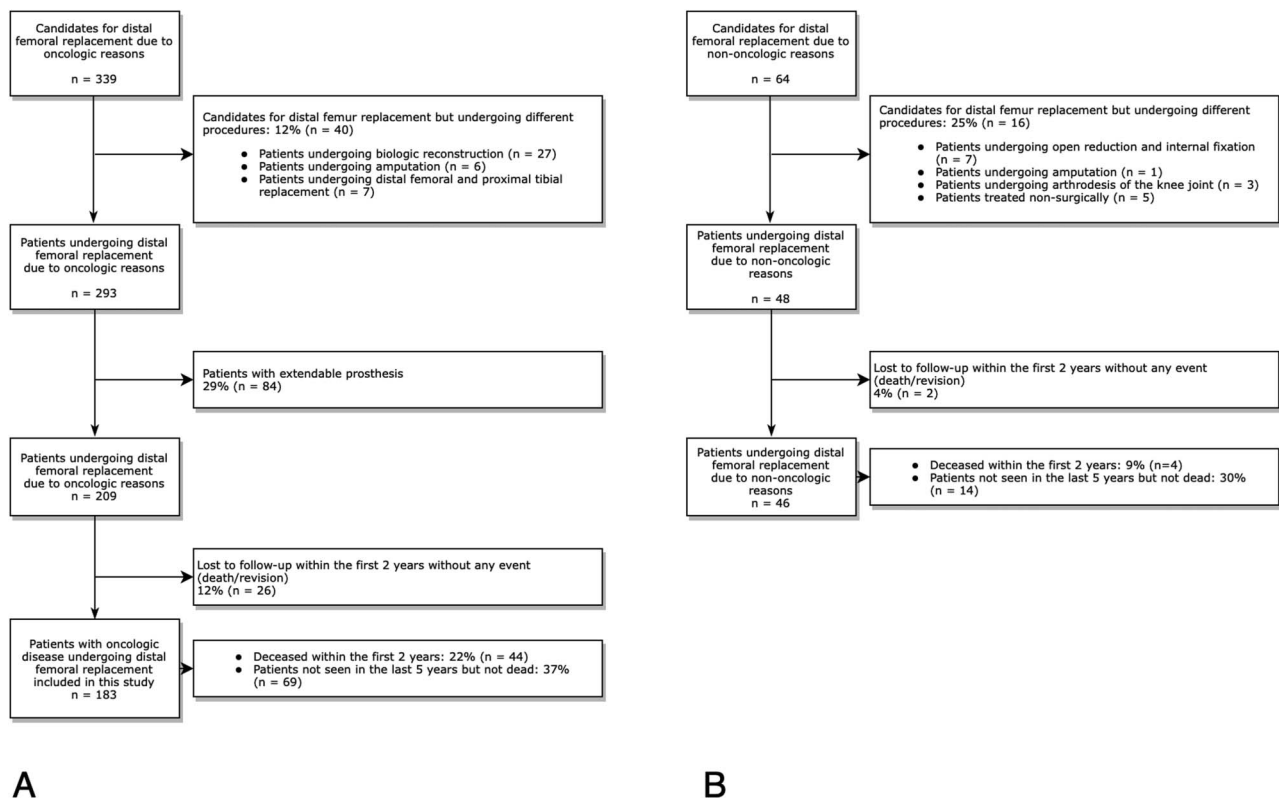 Candidates for distal
femoral replacement due to
oncologic reasons
n = 339
Candidates for distal femur replacement but undergoing different
procedures: 12% (n = 40)
● Patients undergoing biologic reconstruction (n = 27)
● Patients undergoing amputation (n = 6)
● Patients undergoing distal femoral and proximal tibial
replacement (n = 7)
Patients undergoing distal
femoral replacement
due to oncologic reasons
n = 293
Patients with extendable prosthesis
29% (n = 84)
Patients undergoing distal
femoral replacement
due to oncologic reasons
n = 209
Lost to follow-up within the first 2 years without any event
(death/revision)
12% (n = 26)
Patients with oncologic
disease undergoing distal
femoral replacement
included in this study
n = 183
● Deceased within the first 2 years: 22% (n = 44)
● Patients not seen in the last 5 years but not dead: 37%
(n = 69)
A
Candidates for distal
femoral replacement due to
non-oncologic reasons
n = 64
Candidates for distal femur replacement but undergoing different
procedures: 25% (n = 16)
● Patients undergoing open reduction and internal fixation
(n = 7)
● Patients undergoing amputation (n = 1)
● Patients undergoing arthrodesis of the knee joint (n = 3)
● Patients treated non-surgically (n = 5)
Patients undergoing distal
femoral replacement
due to non-oncologic
reasons
n = 48
Lost to follow-up within the first 2 years without any event
(death/revision)
4% (n = 2)
Patients undergoing distal
femoral replacement
due to non-oncologic
reasons
n = 46
● Deceased within the first 2 years: 9% (n=4)
● Patients not seen in the last 5 years but not dead: 30%
(n = 14)
B